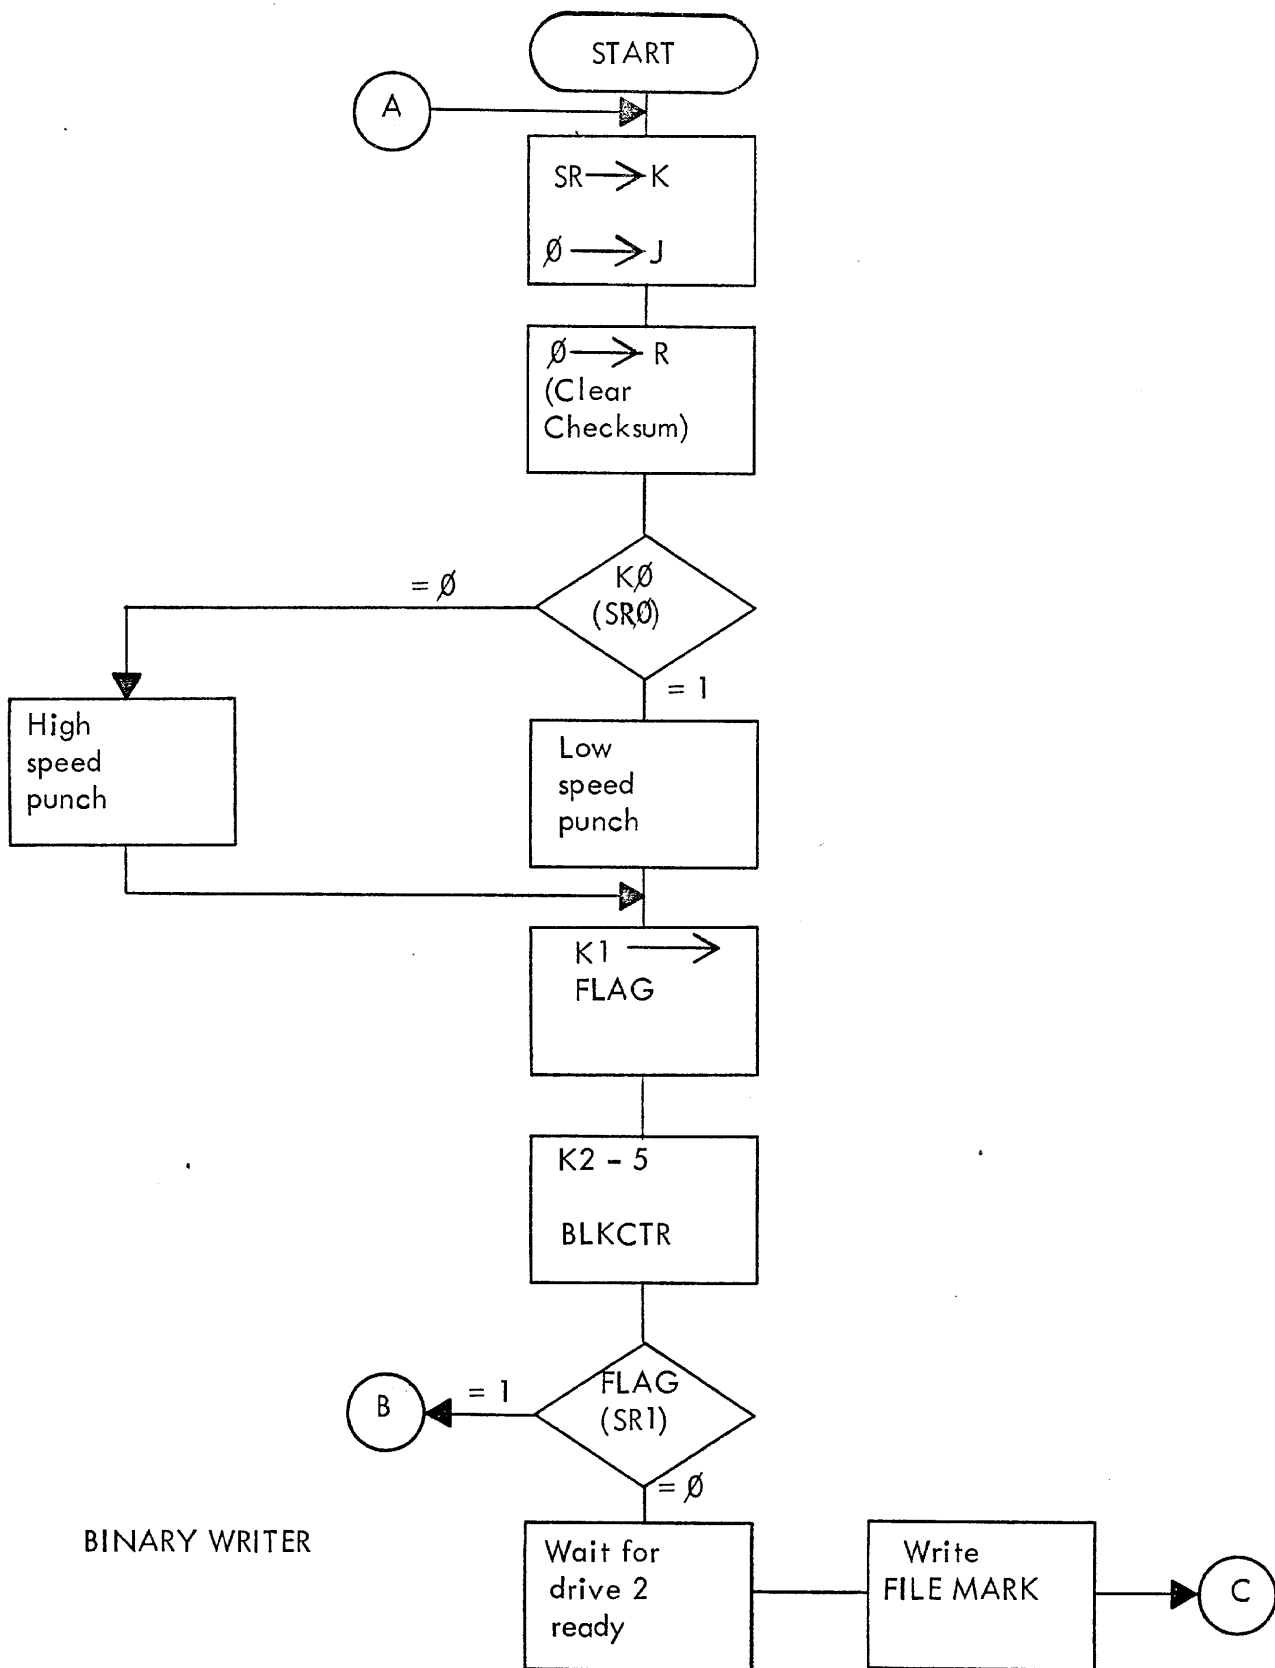 START
A
SR → K
Ø → J
Ø → R
(Clear
Checksum)
= Ø
KØ
(SRØ)
= 1
High
speed
punch
Low
speed
punch
K1 →
FLAG
K2 - 5
BLKCTR
B
= 1
FLAG
(SR1)
= Ø
BINARY WRITER
Wait for
drive 2
ready
Write
FILE MARK
C